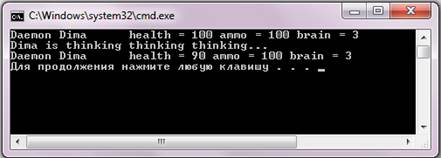 C:\Windows\system32\cmd.exe
Daemon Dima health = 100 ammo = 100 brain = 3
Dima is thinking thinking thinking...
Daemon Dima health = 90 ammo = 100 brain = 3
Для продолжения нажмите любую клавишу . . .